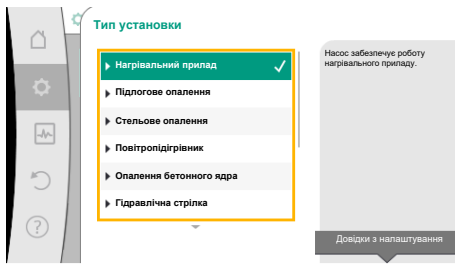 Тип установки
Нагрівальний прилад
Підлогове опалення
Стельове опалення
Повітропідігрівник
Опалення бетонного ядра
Гідравлічна стрілка
Насос забезпечує роботу
нагрівального приладу.
Довідки з налаштування